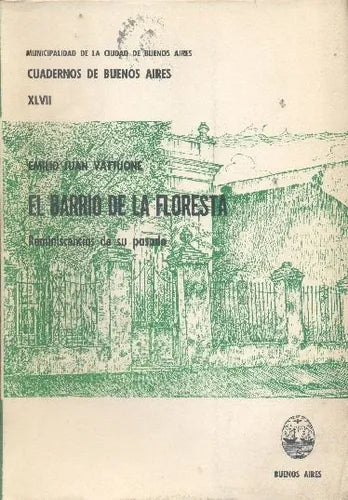 MUNICIPALIDAD DE LA CIUDAD DE BUENOS AIRES
CUADERNOS DE BUENOS AIRES
XLVII
EMILIO JUAN VATTUONE
EL BARRIO DE LA FLORESTA
Reminiscencias de su pasado
BUENOS AIRES